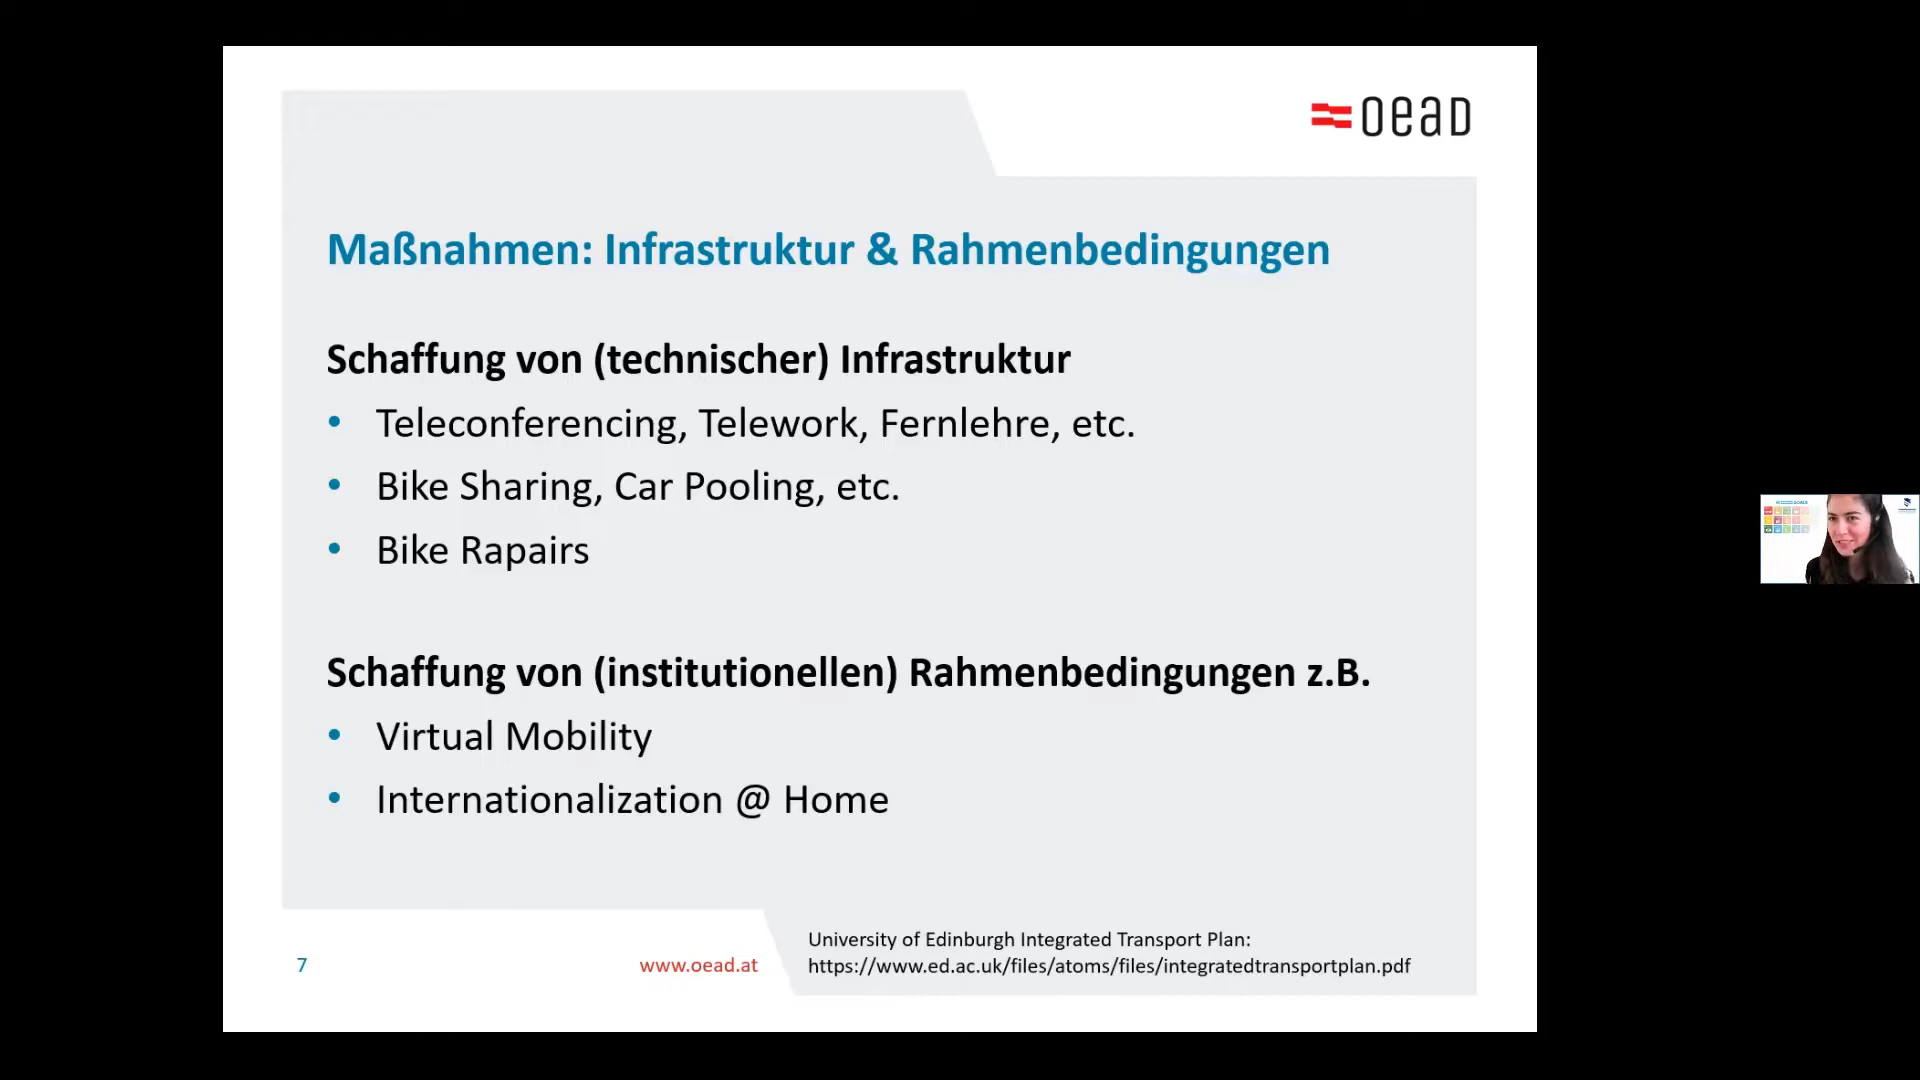 oead
Maßnahmen: Infrastruktur & Rahmenbedingungen
Schaffung von (technischer) Infrastruktur
• Teleconferencing, Telework, Fernlehre, etc.
• Bike Sharing, Car Pooling, etc.
• Bike Rapairs
Schaffung von (institutionellen) Rahmenbedingungen z.B.
• Virtual Mobility
• Internationalization @ Home
University of Edinburgh Integrated Transport Plan:
https://www.ed.ac.uk/files/atoms/files/integratedtransportplan.pdf
7
www.oead.at